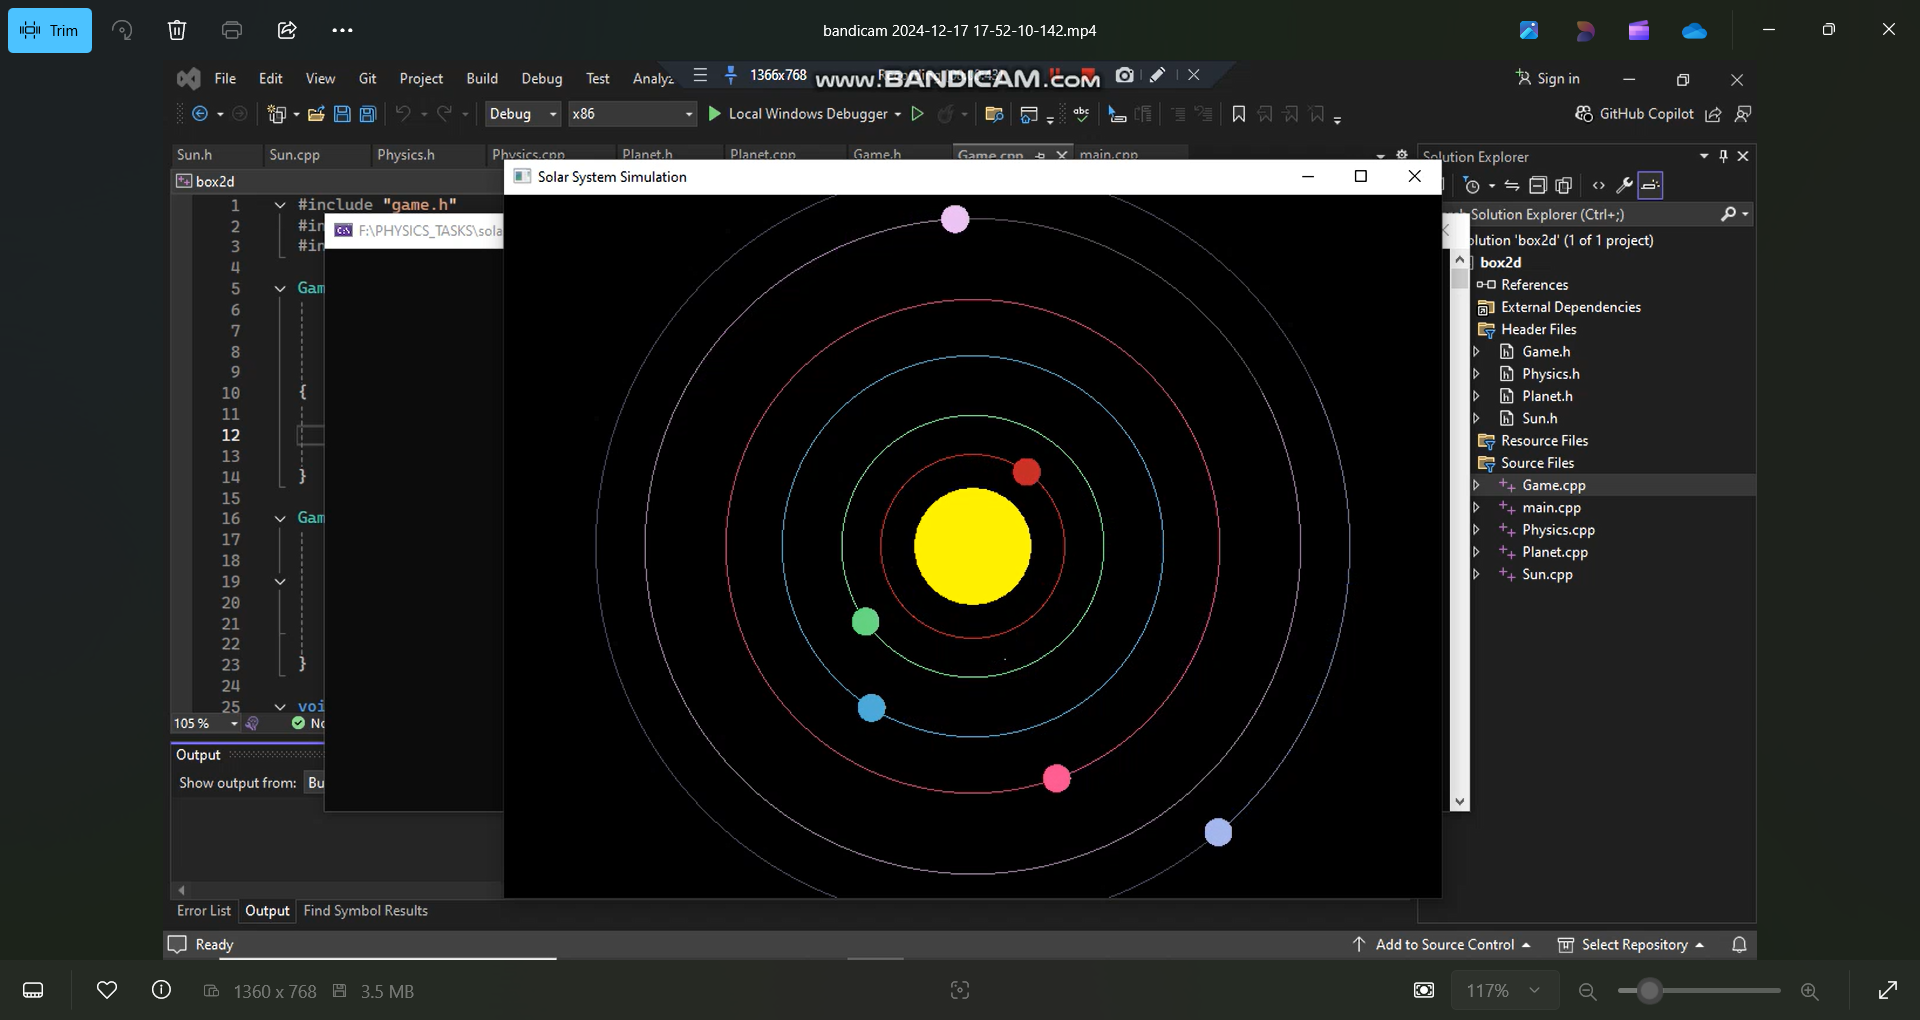 Trim
bandicam 2024-12-17 17-52-10-142.mp4
File Edit View Git Project Build Debug Test
1366x768
www.BANDICAM.com
Sign in
Debug x86 Local Windows Debugger
GitHub Copilot
Sun.h Sun.cpp Physics.h Physics.cpp Planet.h Planet.cpp Game.h Game.cpp main.cpp
Solution Explorer
box2d
Solar System Simulation
1 #include "game.h"
2 #in
3 #in
4
5 Gam
6
7
8
9
10 {
11
12
13
14 }
15
16 Gam
17
18
19
20
21
22
23 }
24
25 voi
F:\PHYSICS_TASKS\sola
Solution Explorer (Ctrl+;)
olution 'box2d' (1 of 1 project)
box2d
References
External Dependencies
Header Files
Game.h
Physics.h
Planet.h
Sun.h
Resource Files
Source Files
Game.cpp
main.cpp
Physics.cpp
Planet.cpp
Sun.cpp
105 % No
Output
Show output from: Bu
Error List Output Find Symbol Results
Ready
Add to Source Control Select Repository
1360 x 768 3.5 MB
117%